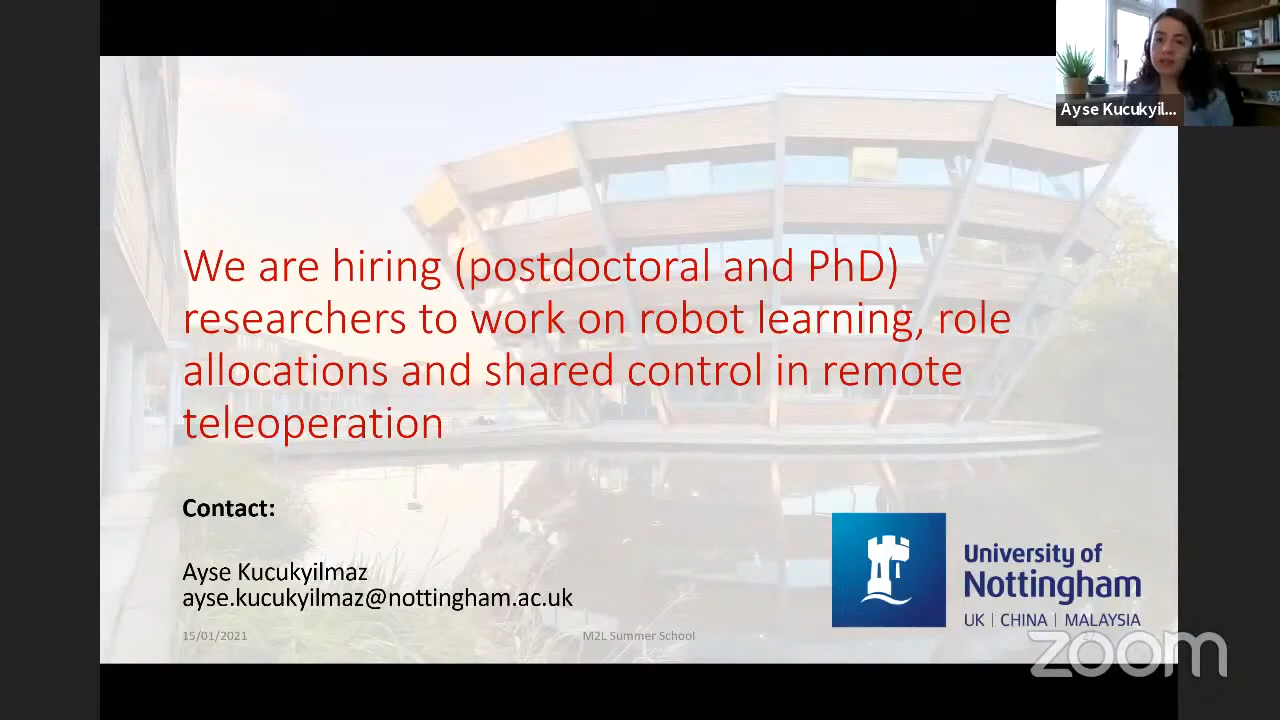 Ayse Kucukyil...
We are hiring (postdoctoral and PhD)
researchers to work on robot learning, role
allocations and shared control in remote
teleoperation
Contact:
Ayse Kucukyilmaz
ayse.kucukyilmaz@nottingham.ac.uk
University of
Nottingham
UK | CHINA | MALAYSIA
15/01/2021
M2L Summer School
zoom